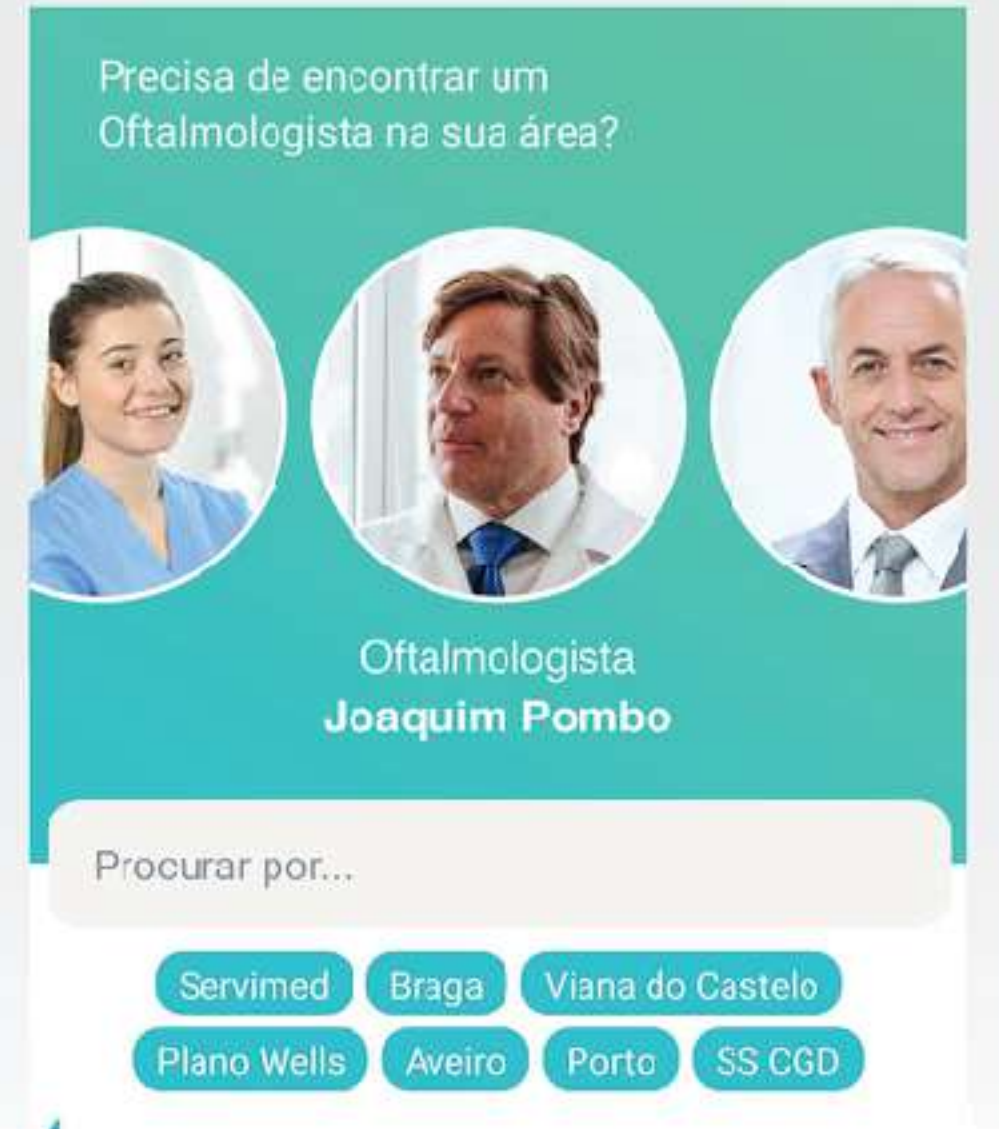 Precisa de encontrar um
Oftalmologista na sua área?
Oftalmologista
Joaquim Pombo
Procurar por...
Servimed Braga Viana do Castelo
Plano Wells Aveiro Porto SS CGD